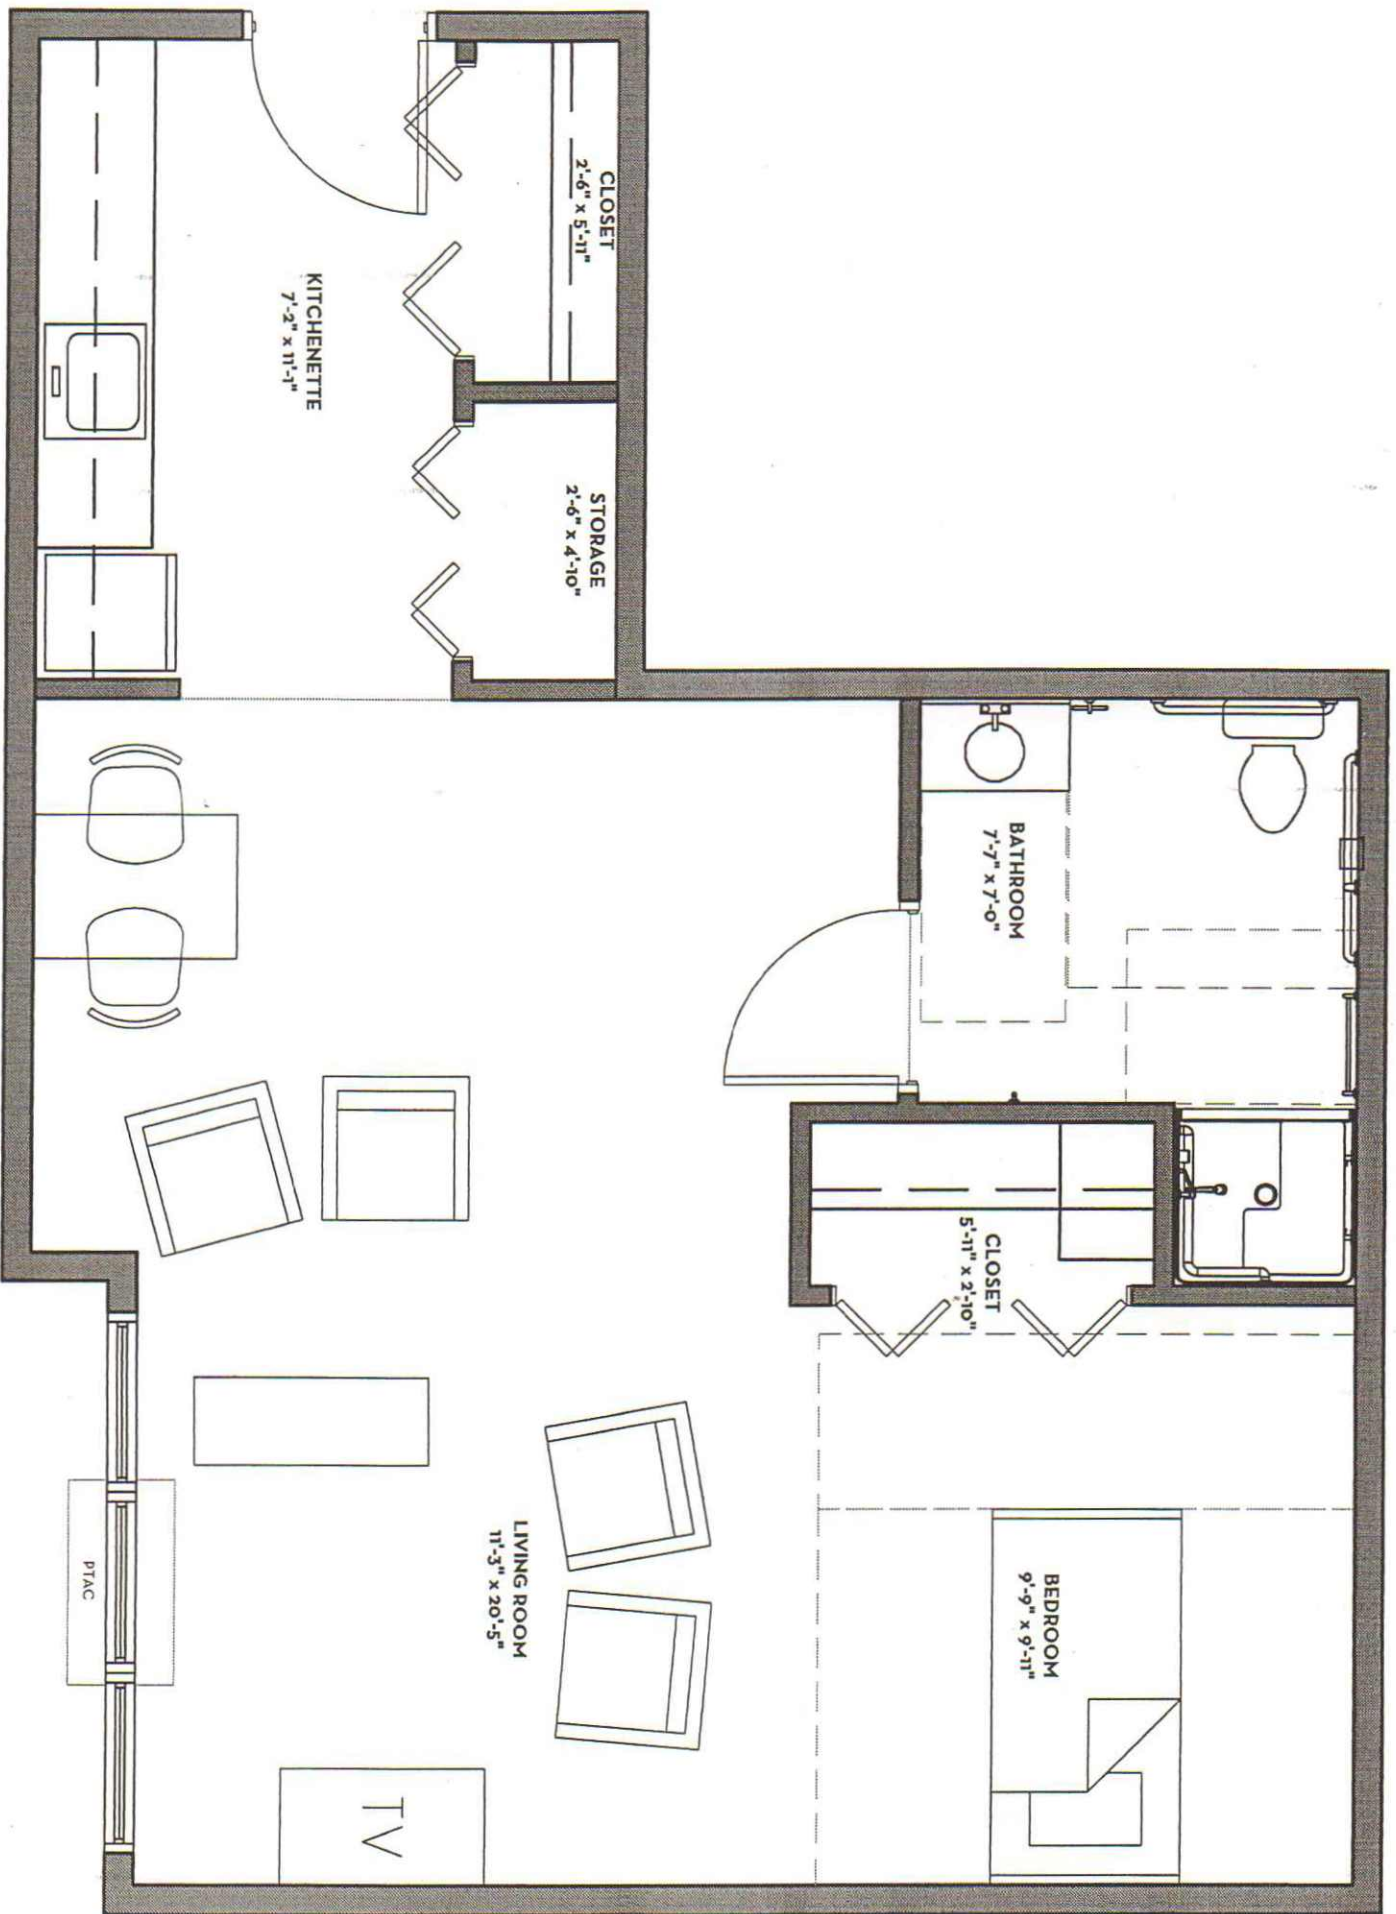 CLOSET
2'-6" x 5'-11"
STORAGE
2'-6" x 4'-10"
KITCHENETTE
7'-2" x 11'-1"
BATHROOM
7'-7" x 7'-0"
CLOSET
5'-11" x 2'-10"
BEDROOM
9'-9" x 9'-11"
LIVING ROOM
11'-3" x 20'-5"
PTAC
TV